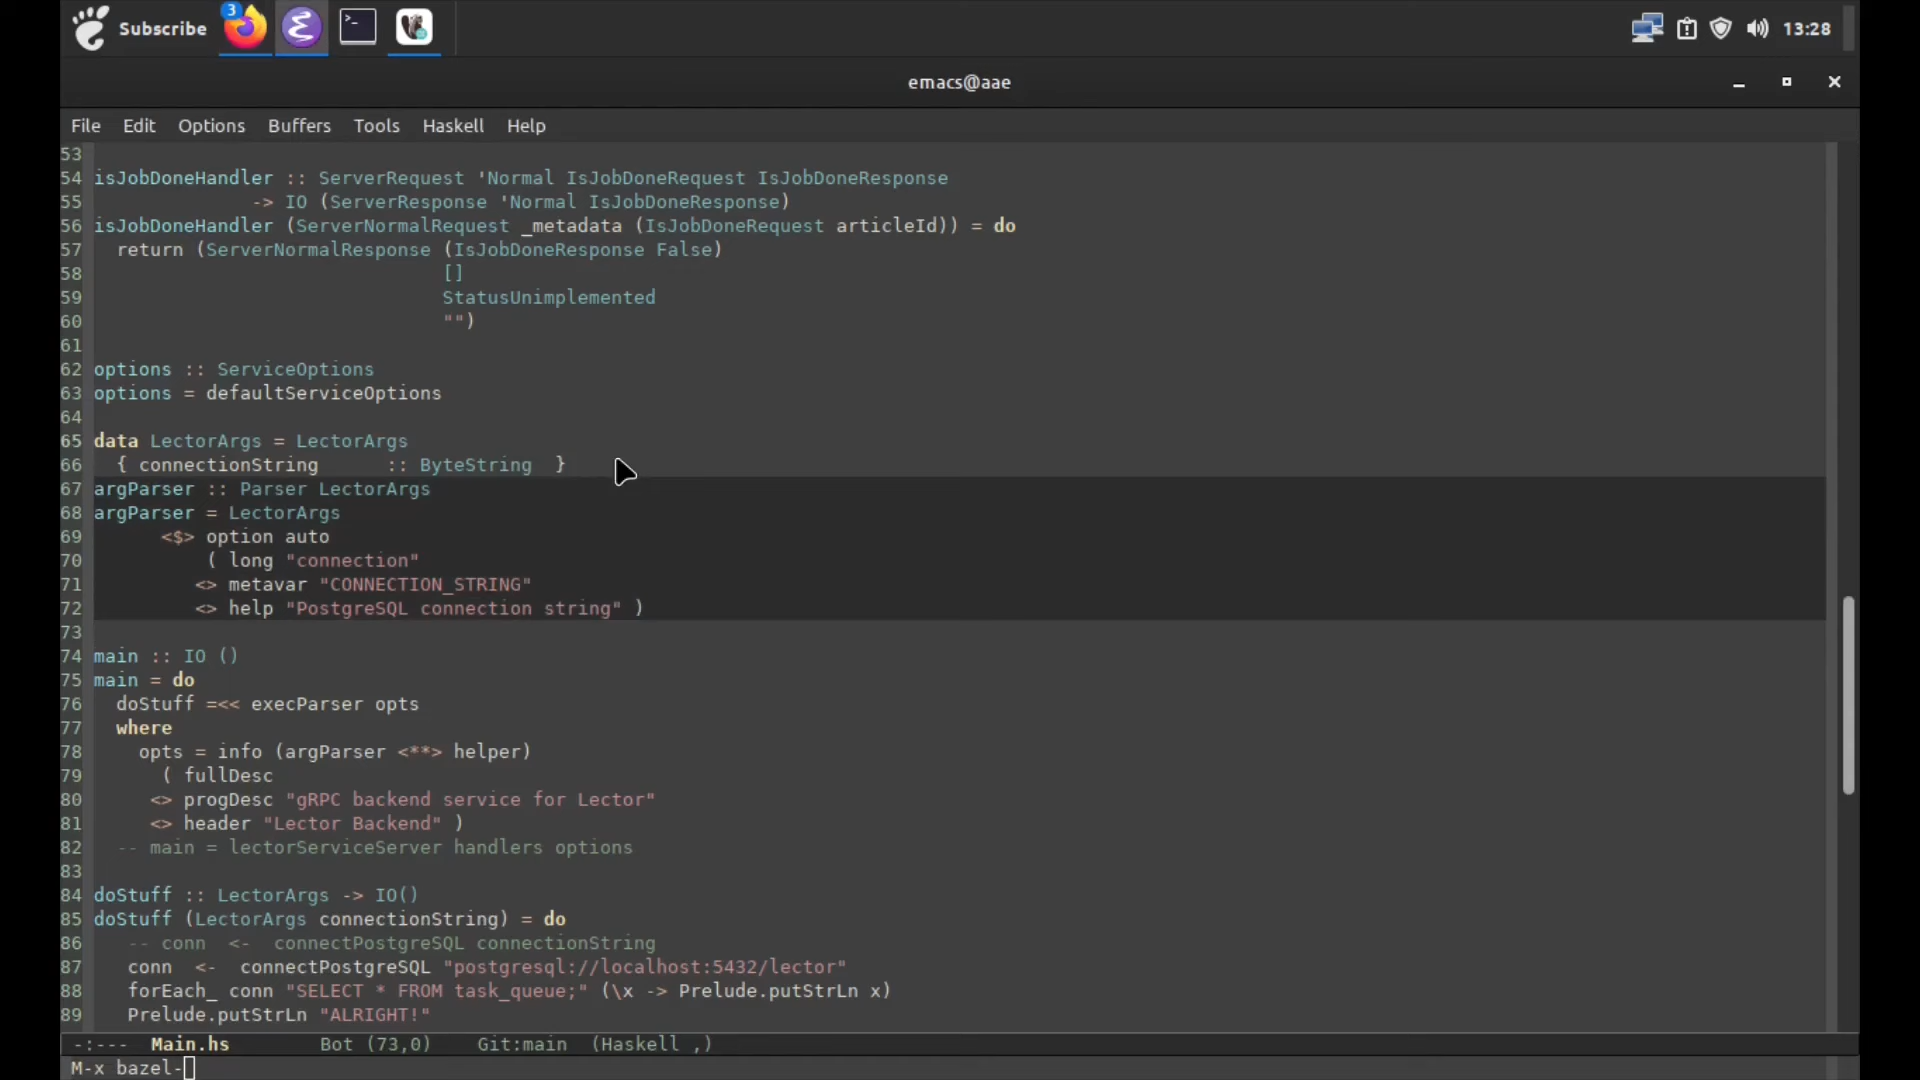 Subscribe 3 >_ 13:28
emacs@aae
File Edit Options Buffers Tools Haskell Help
53
54 isJobDoneHandler :: ServerRequest 'Normal IsJobDoneRequest IsJobDoneResponse
55               -> IO (ServerResponse 'Normal IsJobDoneResponse)
56 isJobDoneHandler (ServerNormalRequest _metadata (IsJobDoneRequest articleId)) = do
57   return (ServerNormalResponse (IsJobDoneResponse False)
58                                []
59                                StatusUnimplemented
60                                "")
61
62 options :: ServiceOptions
63 options = defaultServiceOptions
64
65 data LectorArgs = LectorArgs
66   { connectionString      :: ByteString  }
67 argParser :: Parser LectorArgs
68 argParser = LectorArgs
69       <$> option auto
70           ( long "connection"
71          <> metavar "CONNECTION_STRING"
72          <> help "PostgreSQL connection string" )
73
74 main :: IO ()
75 main = do
76   doStuff =<< execParser opts
77   where
78     opts = info (argParser <**> helper)
79       ( fullDesc
80      <> progDesc "gRPC backend service for Lector"
81      <> header "Lector Backend" )
82   -- main = lectorServiceServer handlers options
83
84 doStuff :: LectorArgs -> IO()
85 doStuff (LectorArgs connectionString) = do
86    -- conn  <-  connectPostgreSQL connectionString
87    conn  <-  connectPostgreSQL "postgresql://localhost:5432/lector"
88    forEach_ conn "SELECT * FROM task_queue;" (\x -> Prelude.putStrLn x)
89    Prelude.putStrLn "ALRIGHT!"
-:---  Main.hs        Bot (73,0)    Git:main  (Haskell ,)
M-x bazel-